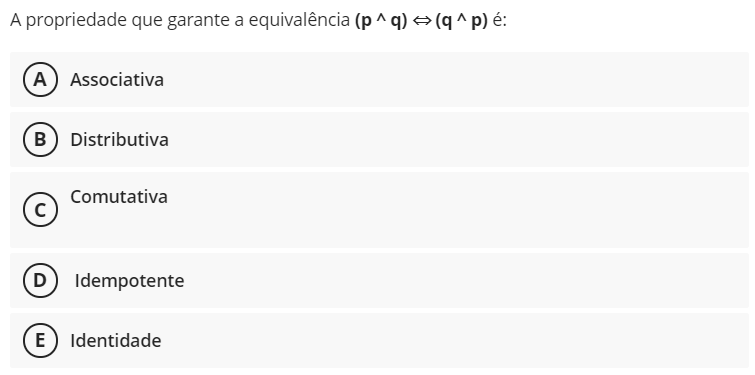 A propriedade que garante a equivalência (p ^ q) ⇔ (q ^ p) é:
A Associativa
B Distributiva
C Comutativa
D Idempotente
E Identidade